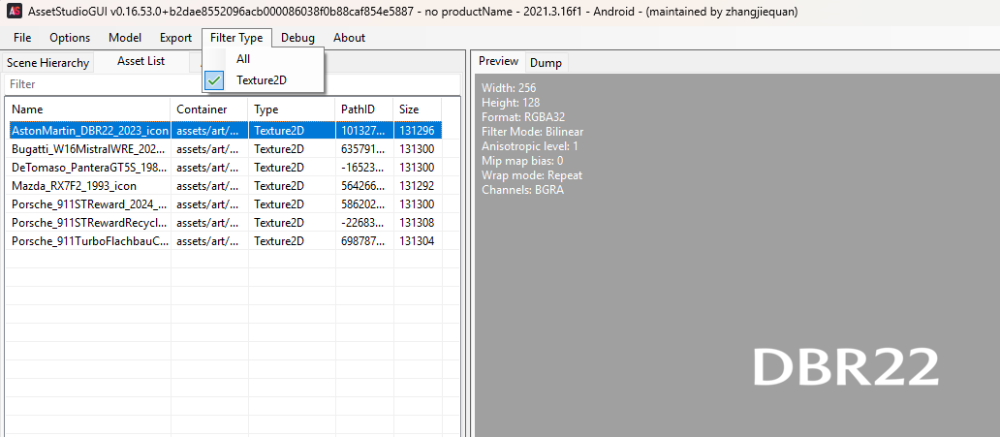 AssetStudioGUI v0.16.53.0+b2dae8552096acb000086038f0b88caf854e5887 - no productName - 2021.3.16f1 - Android - (maintained by zhangjiequan)
File Options Model Export Filter Type Debug About
All
Texture2D
Scene Hierarchy Asset List
Filter
Name Container Type PathID Size
AstonMartin_DBR22_2023_icon assets/art/... Texture2D 101327... 131296
Bugatti_W16MistralWRE_202... assets/art/... Texture2D 635791... 131300
DeTomaso_PanteraGT5S_198... assets/art/... Texture2D -16523... 131300
Mazda_RX7F2_1993_icon assets/art/... Texture2D 564266... 131292
Porsche_911STReward_2024_... assets/art/... Texture2D 586202... 131300
Porsche_911STRewardRecycl... assets/art/... Texture2D -22683... 131308
Porsche_911TurboFlachbauC... assets/art/... Texture2D 698787... 131304
Preview Dump
Width: 256
Height: 128
Format: RGBA32
Filter Mode: Bilinear
Anisotropic level: 1
Mip map bias: 0
Wrap mode: Repeat
Channels: BGRA
DBR22